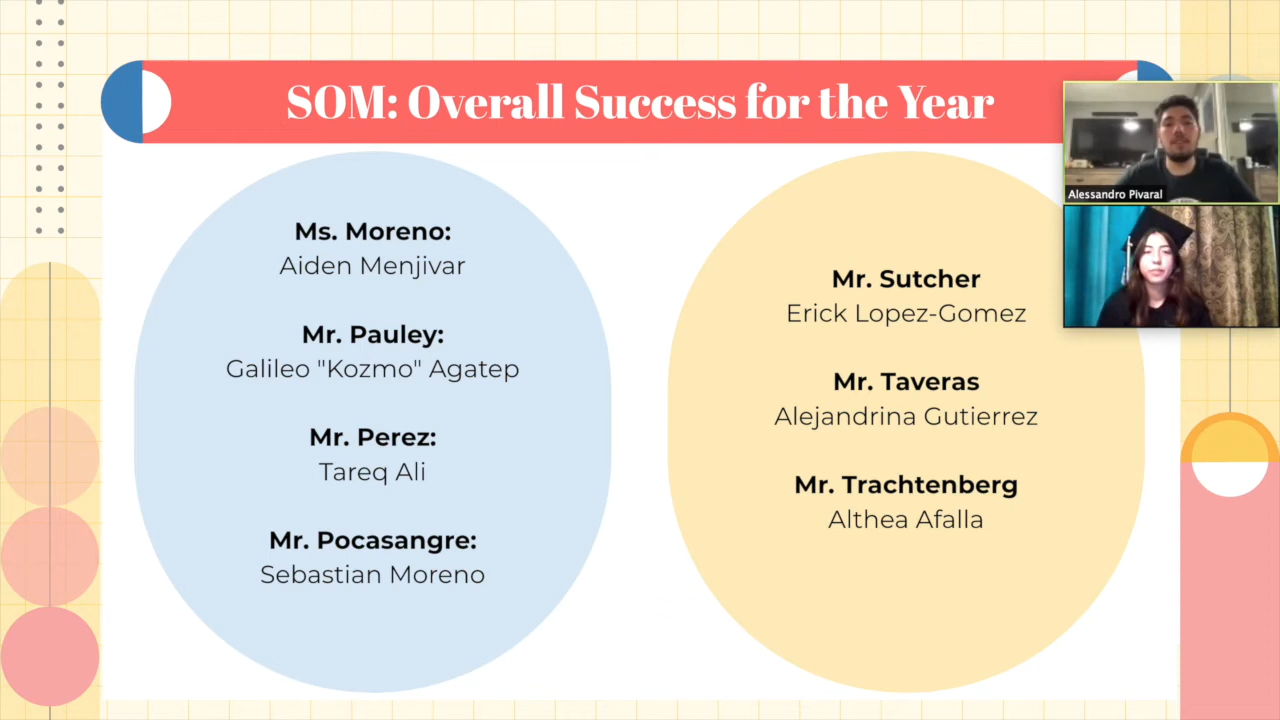 SOM: Overall Success for the Year
Ms. Moreno:
Aiden Menjivar
Mr. Pauley:
Galileo "Kozmo" Agatep
Mr. Perez:
Tareq Ali
Mr. Pocasangre:
Sebastian Moreno
Mr. Sutcher
Erick Lopez-Gomez
Mr. Taveras
Alejandrina Gutierrez
Mr. Trachtenberg
Althea Afalla
Alessandro Pivaral